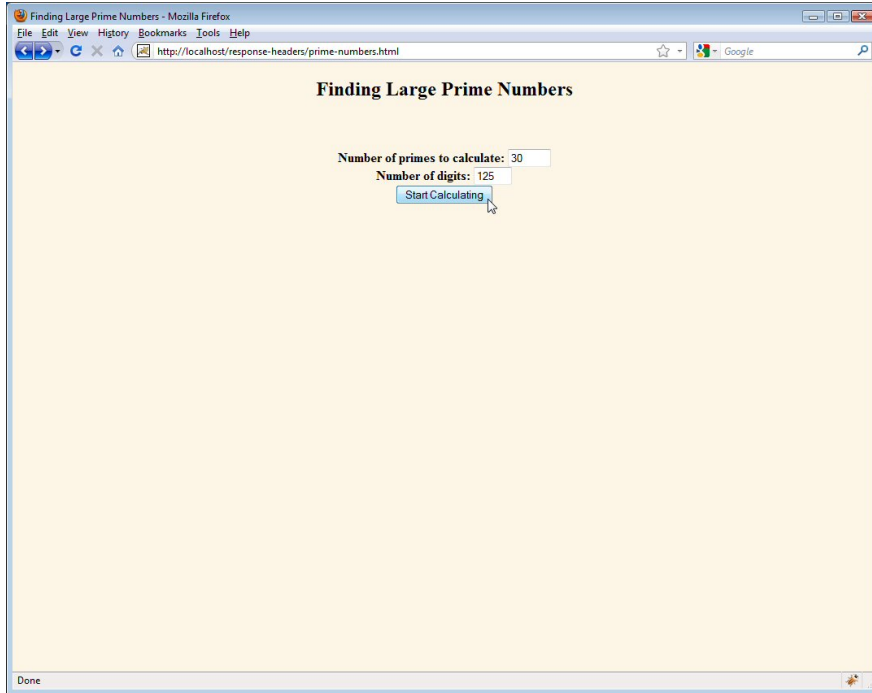 Finding Large Prime Numbers - Mozilla Firefox
File Edit View History Bookmarks Tools Help
http://localhost/response-headers/prime-numbers.html Google
Finding Large Prime Numbers
Number of primes to calculate: 30
Number of digits: 125
Start Calculating
Done